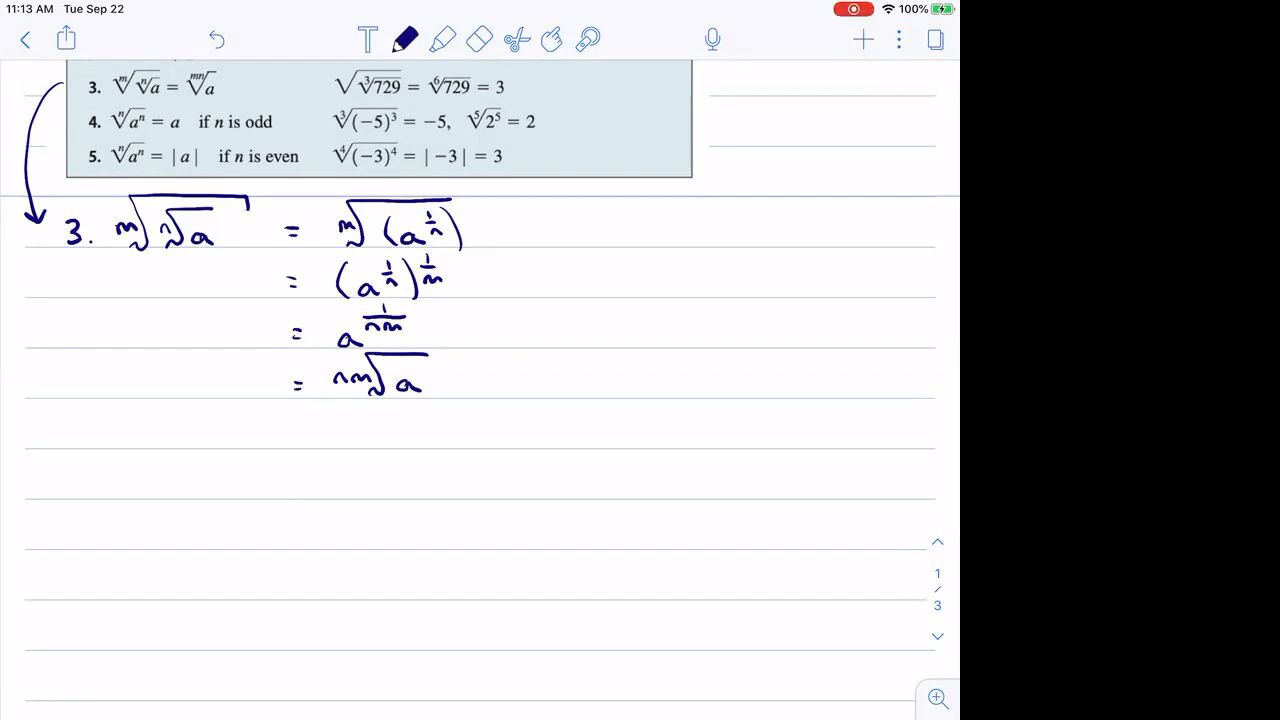 11:13 AM Tue Sep 22 100%
3. ᵐ√(ⁿ√a) = ᵐⁿ√a √(³√729) = ⁶√729 = 3
4. ⁿ√(aⁿ) = a if n is odd ³√((−5)³) = −5, ⁵√(2⁵) = 2
5. ⁿ√(aⁿ) = |a| if n is even ⁴√((−3)⁴) = |−3| = 3
3. ᵐ√(ⁿ√a) = ᵐ√(a^(1/n))
= (a^(1/n))^(1/m)
= a^(1/(nm))
= ⁿᵐ√a
1
/
3